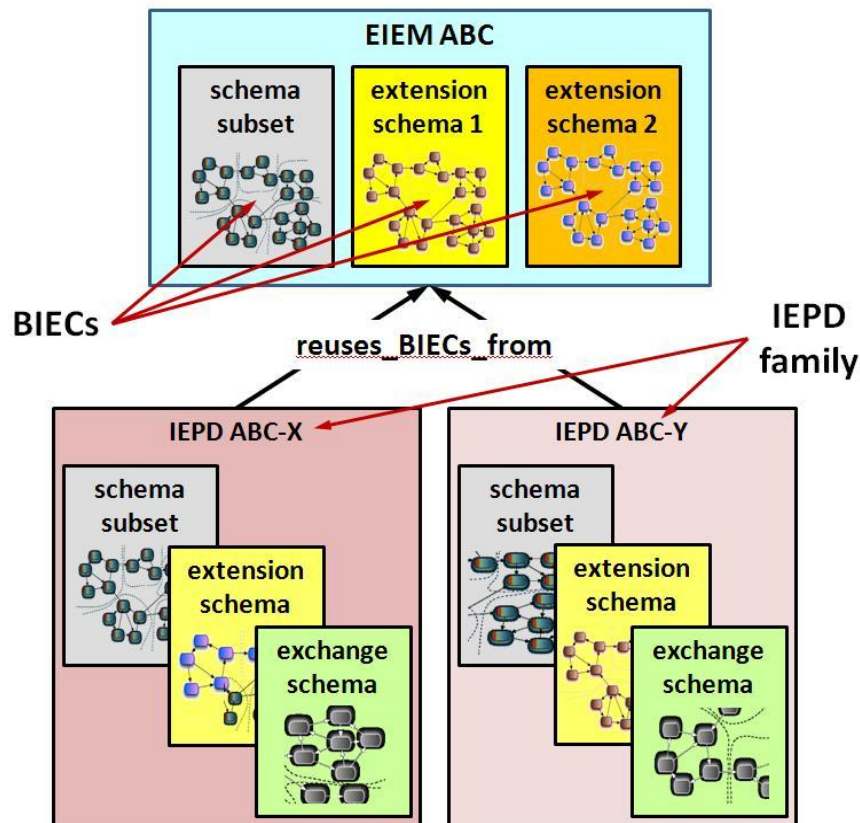 EIEM ABC
schema
subset
extension
schema 1
extension
schema 2
BIECs
reuses_BIECs_from
IEPD
family
IEPD ABC-X
schema
subset
extension
schema
exchange
schema
IEPD ABC-Y
schema
subset
extension
schema
exchange
schema